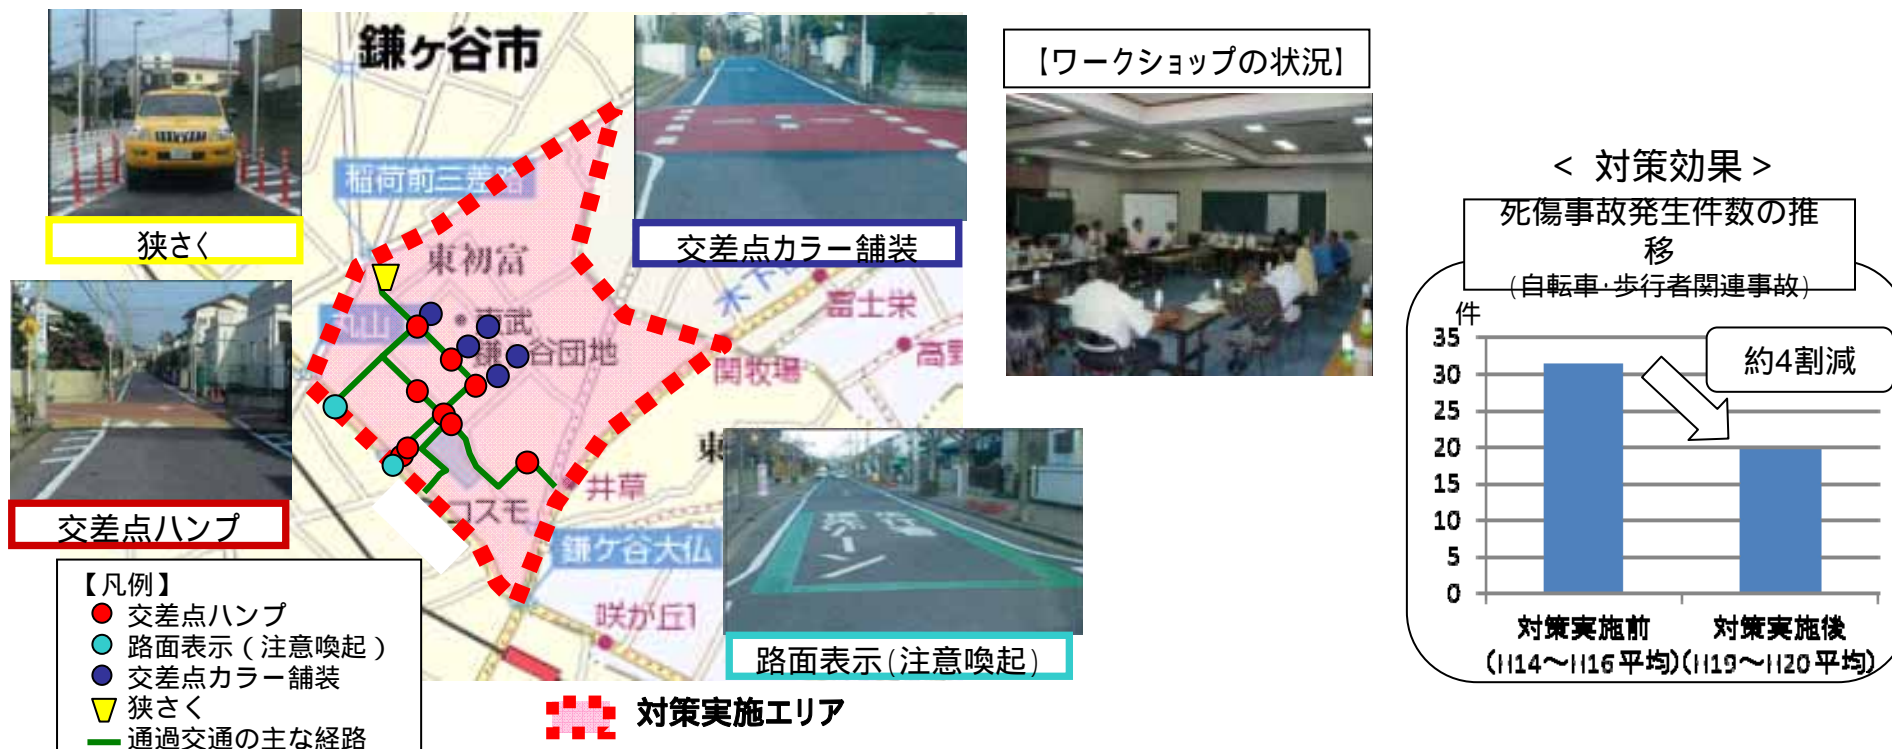 鎌ヶ谷市
稲荷前三差路
東初富
丸山
東武
鎌ヶ谷団地
コスモ
井草
鎌ケ谷大仏
咲が丘1
関牧場
富士栄
高野
木下
東
狭さく
交差点カラー舗装
交差点ハンプ
路面表示(注意喚起)
【凡例】
交差点ハンプ
路面表示(注意喚起)
交差点カラー舗装
狭さく
通過交通の主な経路
対策実施エリア
【ワークショップの状況】
< 対策効果 >
死傷事故発生件数の推
移
(自転車・歩行者関連事故)
件
35
30
25
20
15
10
5
0
約4割減
対策実施前
(H14~H16平均)
対策実施後
(H19~H20平均)